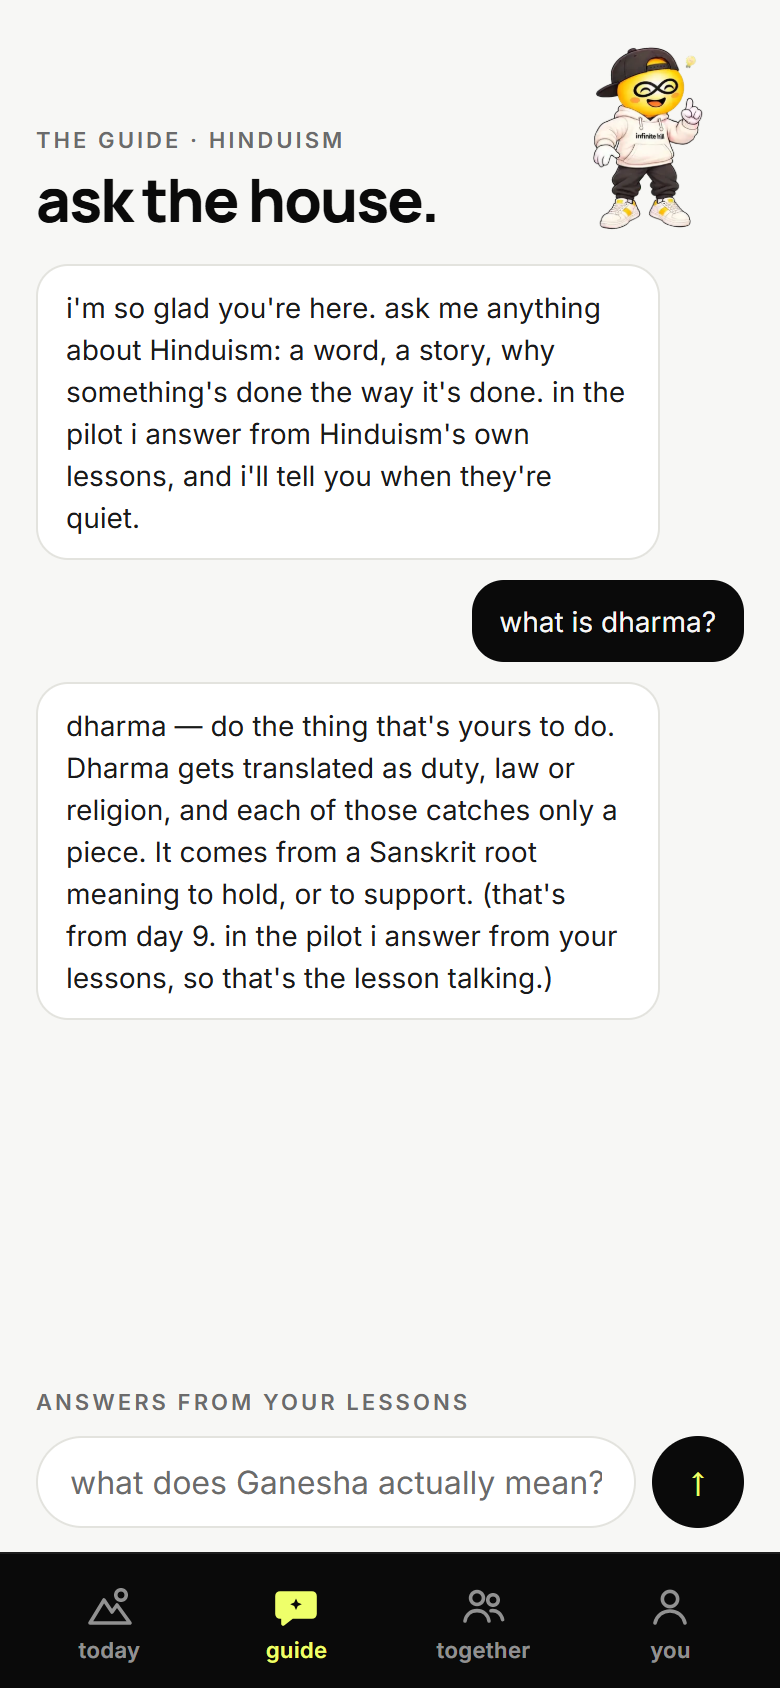 THE GUIDE · HINDUISM
ask the house.
i'm so glad you're here. ask me anything
about Hinduism: a word, a story, why
something's done the way it's done. in the
pilot i answer from Hinduism's own
lessons, and i'll tell you when they're
quiet.
what is dharma?
dharma — do the thing that's yours to do.
Dharma gets translated as duty, law or
religion, and each of those catches only a
piece. It comes from a Sanskrit root
meaning to hold, or to support. (that's
from day 9. in the pilot i answer from your
lessons, so that's the lesson talking.)
ANSWERS FROM YOUR LESSONS
what does Ganesha actually mean?
↑
today
guide
together
you